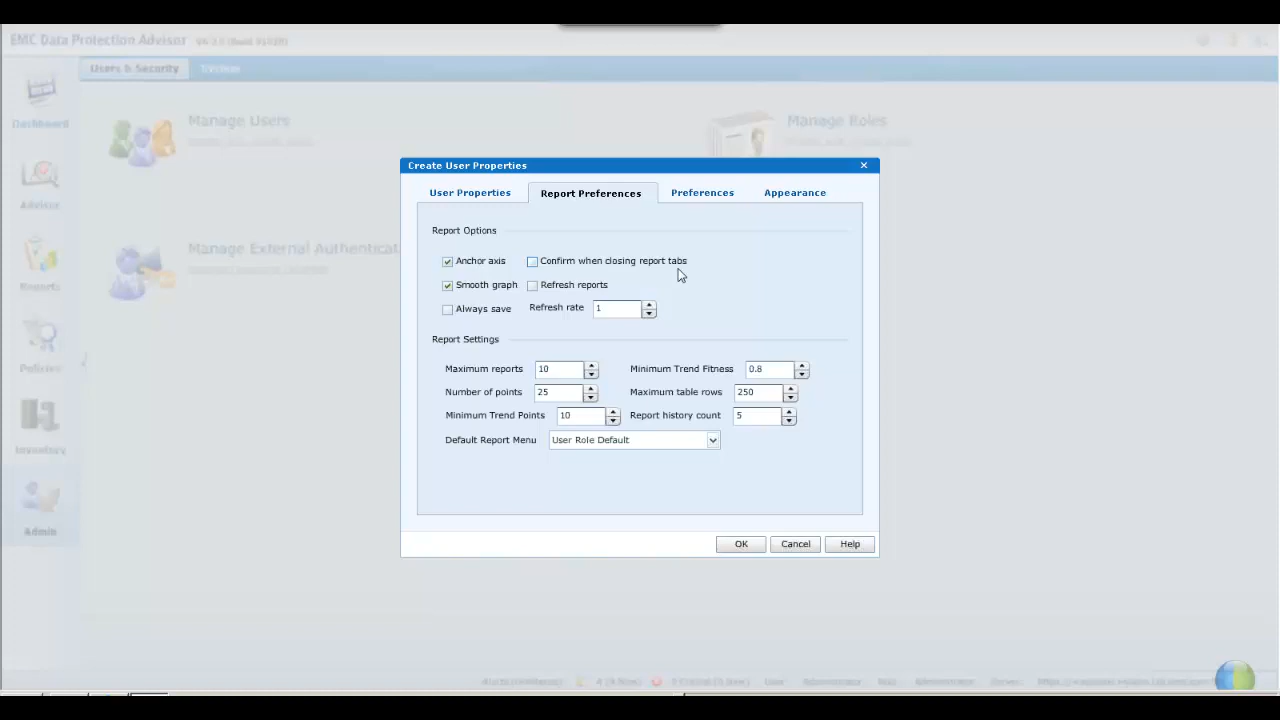 EMC Data Protection Advisor
Users & Security System
Dashboard
Advisor
Reports
Policies
Inventory
Admin
Manage Users
Manage Roles
Manage External Authenticat
Create User Properties
User Properties Report Preferences Preferences Appearance
Report Options
Anchor axis Confirm when closing report tabs
Smooth graph Refresh reports
Always save Refresh rate 1
Report Settings
Maximum reports 10 Minimum Trend Fitness 0.8
Number of points 25 Maximum table rows 250
Minimum Trend Points 10 Report history count 5
Default Report Menu User Role Default
OK Cancel Help